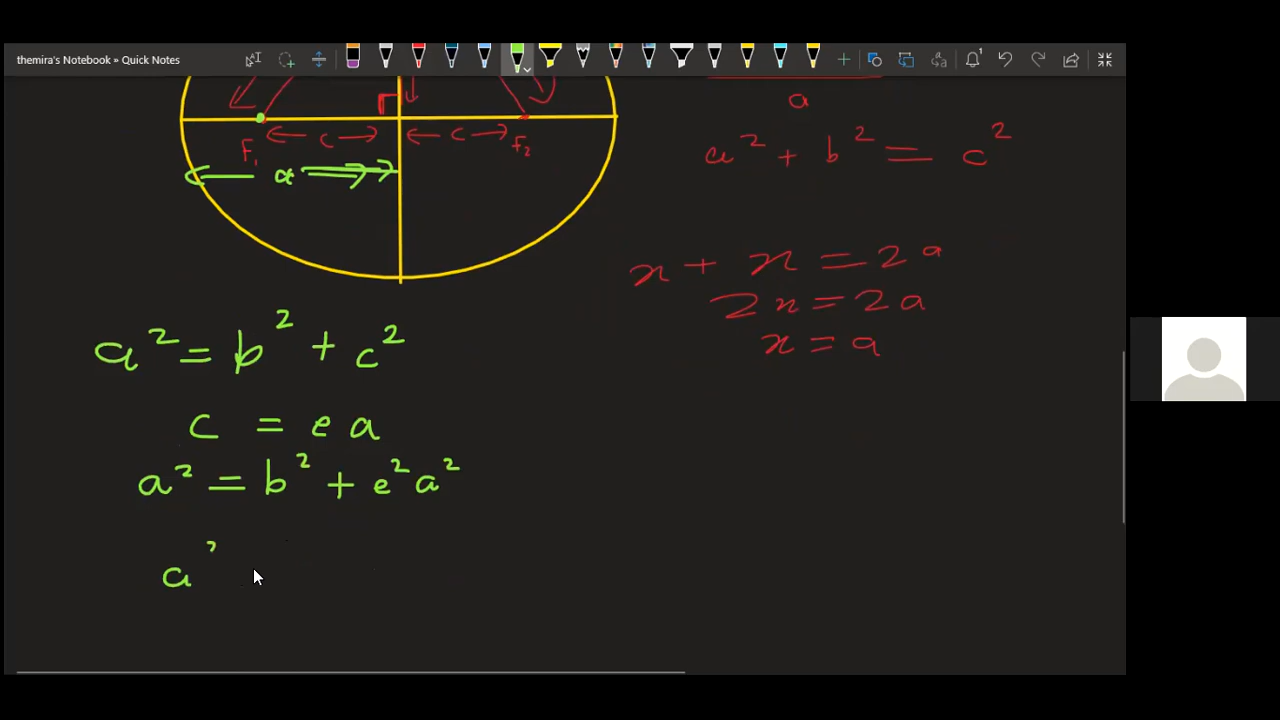 themira's Notebook » Quick Notes
F₁ c c F₂
a
a
a² + b² = c²
x + x = 2a
2x = 2a
x = a
a² = b² + c²
c = e a
a² = b² + e²a²
a²